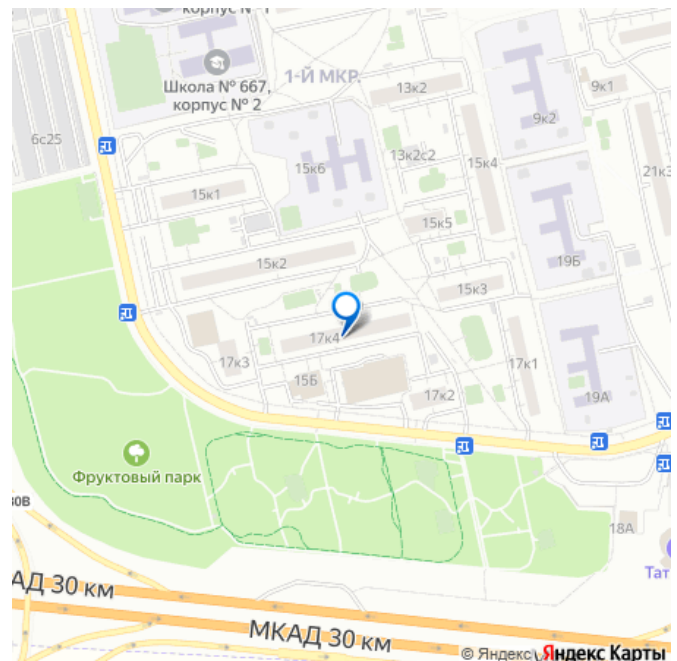 корпус № 1
Школа № 667,
корпус № 2
1-Й МКР.
13к2
9к1
9к2
6с25
15к6
13к2с2
15к4
21к3
15к1
15к5
15к2
19Б
15к3
17к4
17к3
17к1
15Б
17к2
19А
Фруктовый парк
зов
18А
Тат
АД 30 км
МКАД 30 км
© Яндекс
Яндекс Карты